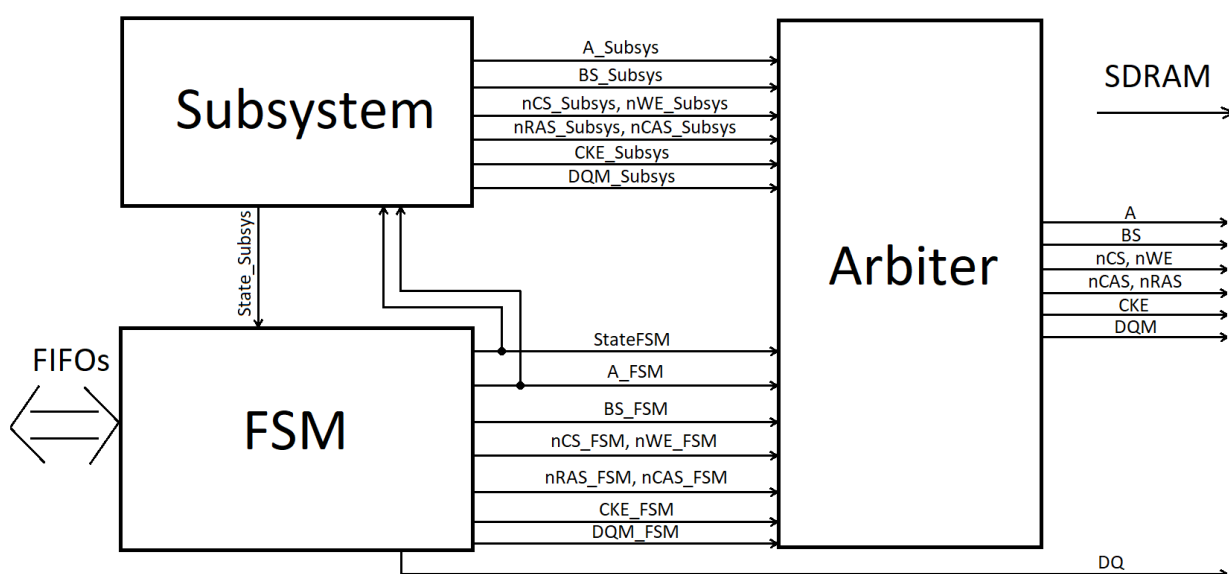 Subsystem
A_Subsys
BS_Subsys
nCS_Subsys, nWE_Subsys
nRAS_Subsys, nCAS_Subsys
CKE_Subsys
DQM_Subsys
State_Subsys
FIFOs
FSM
StateFSM
A_FSM
BS_FSM
nCS_FSM, nWE_FSM
nRAS_FSM, nCAS_FSM
CKE_FSM
DQM_FSM
Arbiter
SDRAM
A
BS
nCS, nWE
nCAS, nRAS
CKE
DQM
DQ